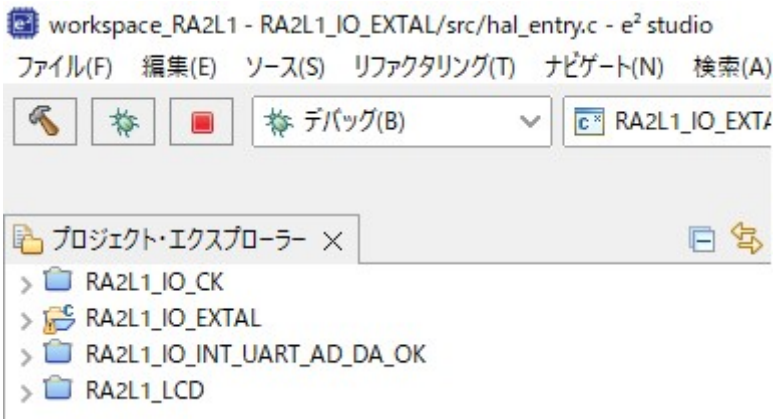 workspace_RA2L1 - RA2L1_IO_EXTAL/src/hal_entry.c - e² studio
ファイル(F) 編集(E) ソース(S) リファクタリング(T) ナビゲート(N) 検索(A)
デバッグ(B) RA2L1_IO_EXTA
プロジェクト・エクスプローラー
RA2L1_IO_CK
RA2L1_IO_EXTAL
RA2L1_IO_INT_UART_AD_DA_OK
RA2L1_LCD